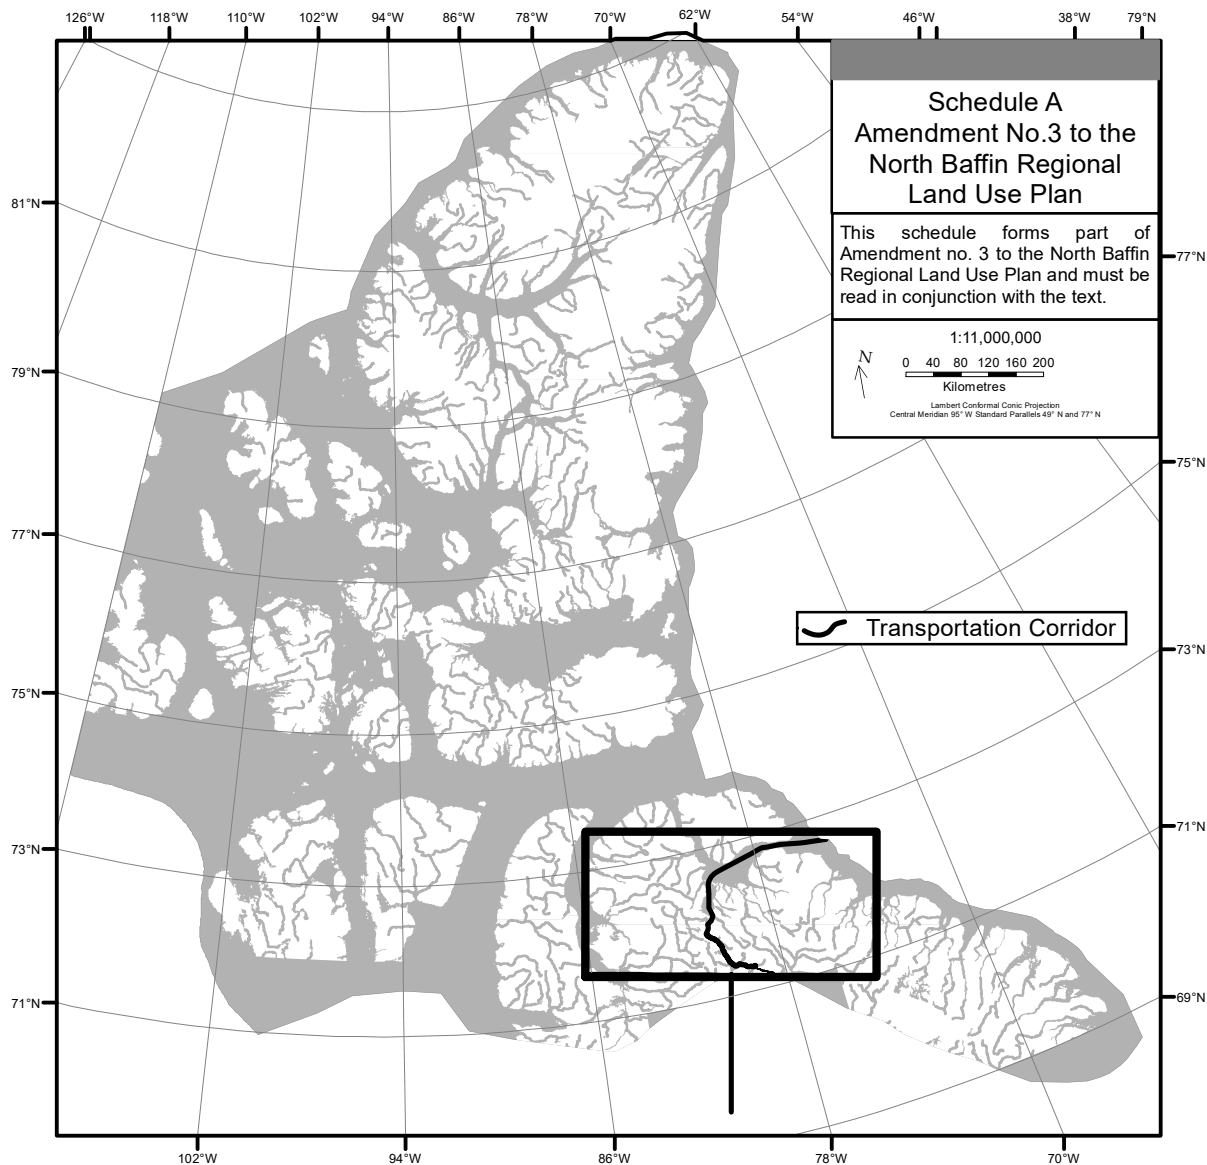 126°W 118°W 110°W 102°W 94°W 86°W 78°W 70°W 62°W 54°W 46°W 38°W 79°N
Schedule A
Amendment No.3 to the
North Baffin Regional
Land Use Plan
This schedule forms part of
Amendment no. 3 to the North Baffin
Regional Land Use Plan and must be
read in conjunction with the text.
1:11,000,000
N
0 40 80 120 160 200
Kilometres
Lambert Conformal Conic Projection
Central Meridian 95° W Standard Parallels 49° N and 77° N
81°N
77°N
79°N
75°N
77°N
Transportation Corridor
73°N
75°N
71°N
73°N
69°N
71°N
102°W 94°W 86°W 78°W 70°W